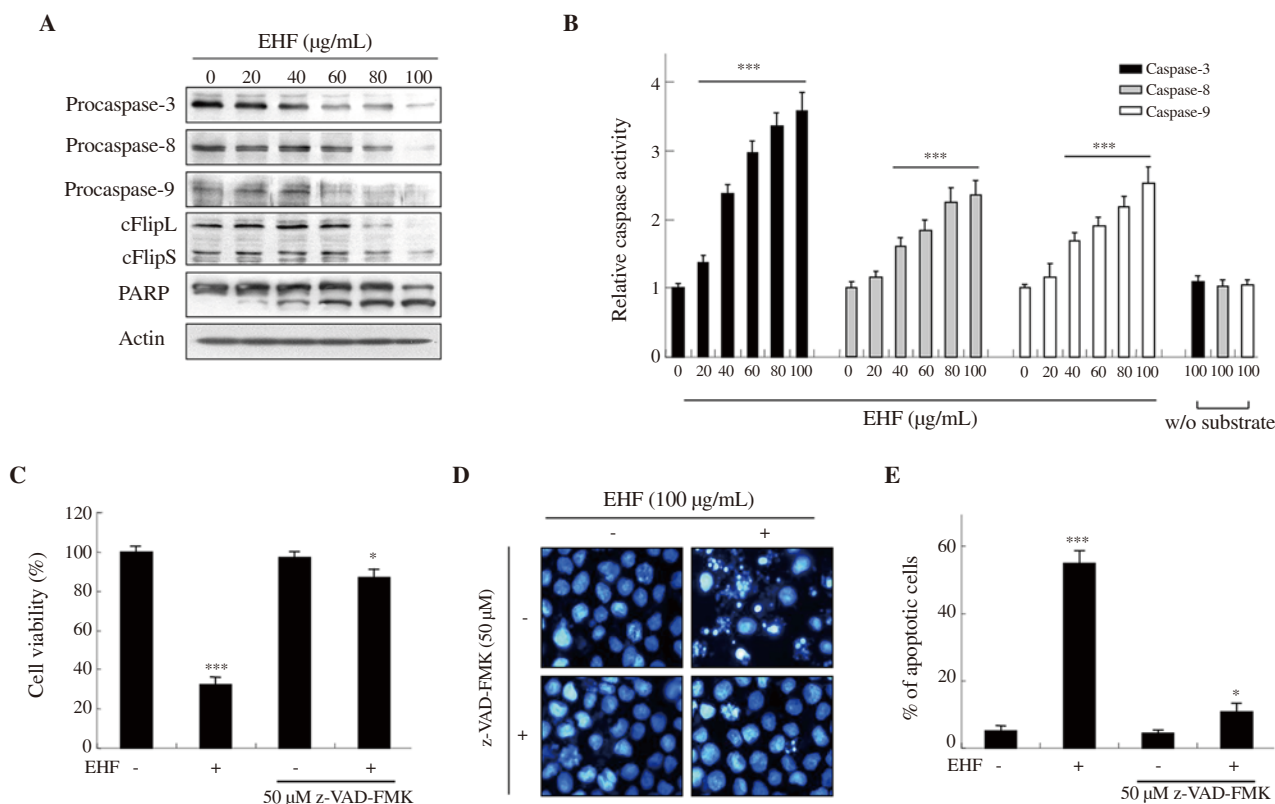 A
EHF (µg/mL)
0 20 40 60 80 100
Procaspase-3
Procaspase-8
Procaspase-9
cFlipL
cFlipS
PARP
Actin
B
Relative caspase activity
4
3
2
1
0
***
***
***
Caspase-3
Caspase-8
Caspase-9
0 20 40 60 80 100 0 20 40 60 80 100 0 20 40 60 80 100 100 100 100
EHF (µg/mL)
w/o substrate
C
Cell viability (%)
120
100
80
60
40
20
0
***
*
EHF - + - +
50 µM z-VAD-FMK
D
EHF (100 µg/mL)
- +
z-VAD-FMK (50 µM)
-
+
E
% of apoptotic cells
60
40
20
0
***
*
EHF - + - +
50 µM z-VAD-FMK